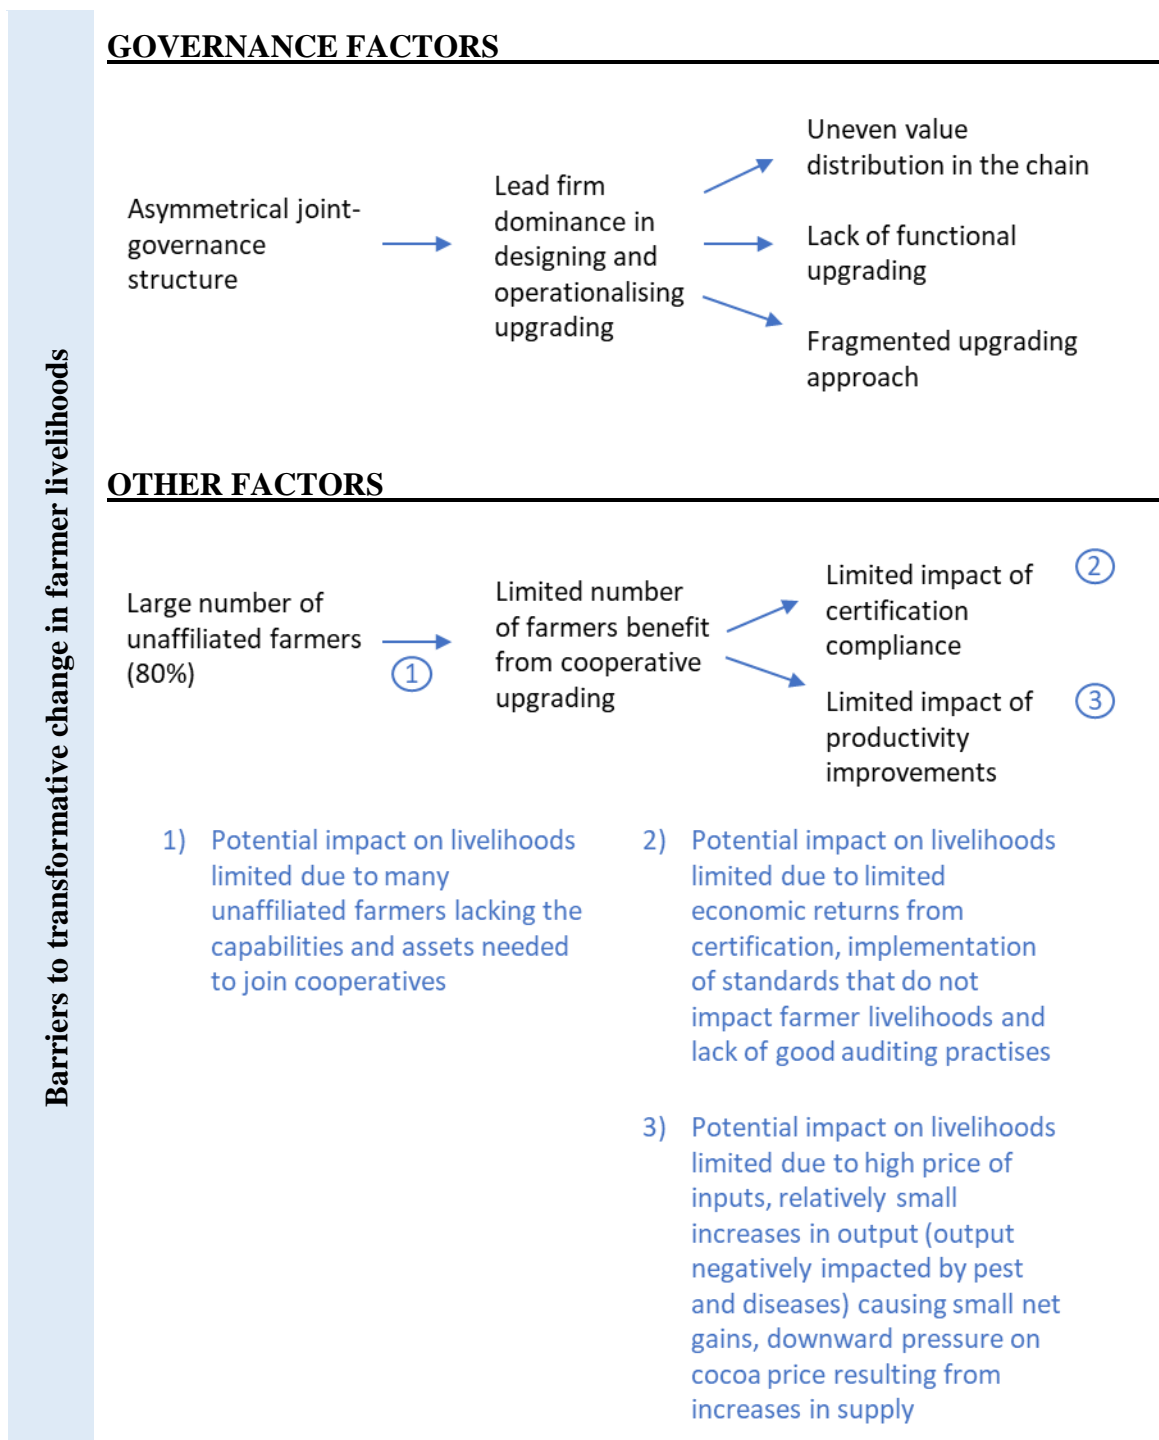 Barriers to transformative change in farmer livelihoods
GOVERNANCE FACTORS
Asymmetrical joint-
governance
structure
Lead firm
dominance in
designing and
operationalising
upgrading
Uneven value
distribution in the chain
Lack of functional
upgrading
Fragmented upgrading
approach
OTHER FACTORS
Large number of
unaffiliated farmers
(80%)
1
Limited number
of farmers benefit
from cooperative
upgrading
Limited impact of
certification
compliance
2
Limited impact of
productivity
improvements
3
1) Potential impact on livelihoods
limited due to many
unaffiliated farmers lacking the
capabilities and assets needed
to join cooperatives
2) Potential impact on livelihoods
limited due to limited
economic returns from
certification, implementation
of standards that do not
impact farmer livelihoods and
lack of good auditing practises
3) Potential impact on livelihoods
limited due to high price of
inputs, relatively small
increases in output (output
negatively impacted by pest
and diseases) causing small net
gains, downward pressure on
cocoa price resulting from
increases in supply